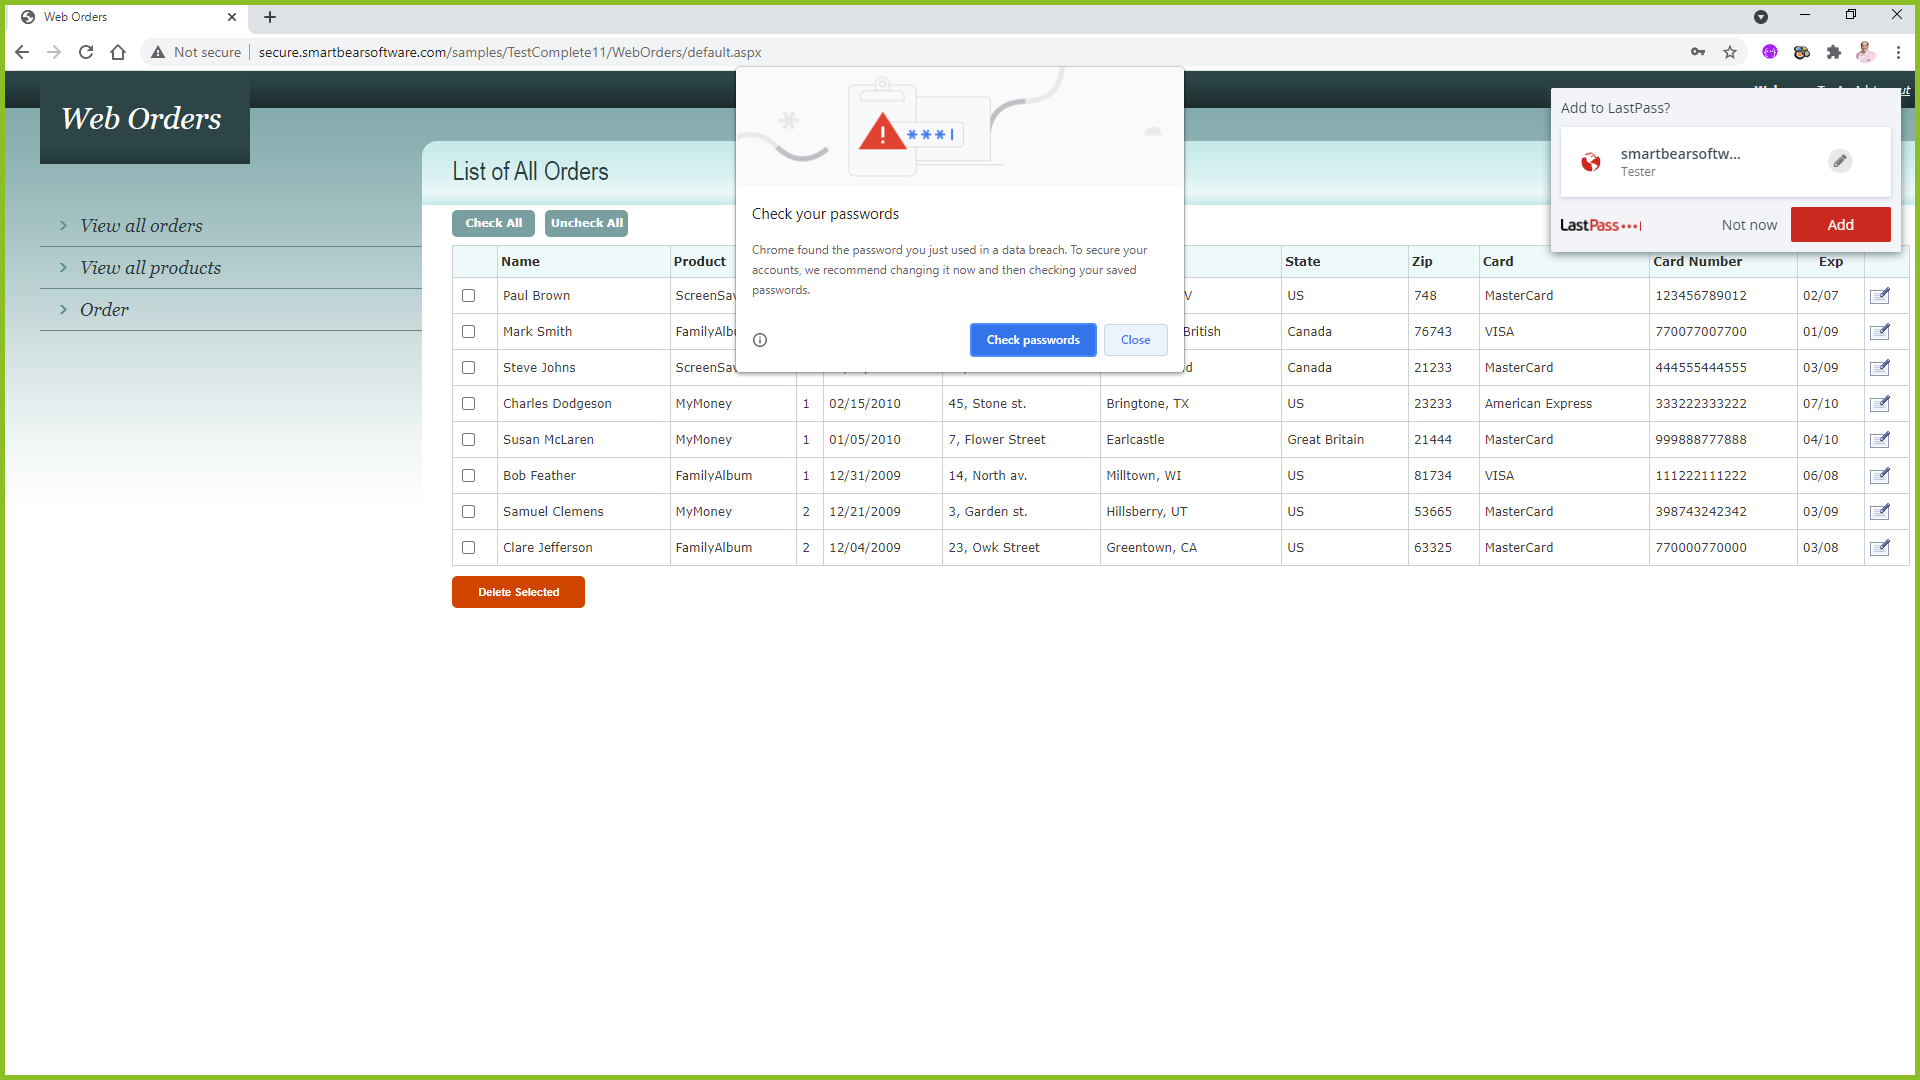 Web Orders
Not secure secure.smartbearsoftware.com/samples/TestComplete11/WebOrders/default.aspx
Web Orders
Add to LastPass?
smartbearsoftw...
Tester
LastPass Not now Add
View all orders
View all products
Order
List of All Orders
Check All Uncheck All
***|
Check your passwords
Chrome found the password you just used in a data breach. To secure your
accounts, we recommend changing it now and then checking your saved
passwords.
Check passwords Close
Name Product State Zip Card Card Number Exp
Paul Brown US 748 MasterCard 123456789012 02/07
Mark Smith British Canada 76743 VISA 770077007700 01/09
Steve Johns Canada 21233 MasterCard 444555444555 03/09
Charles Dodgeson MyMoney 1 02/15/2010 45, Stone st. Bringtone, TX US 23233 American Express 333222333222 07/10
Susan McLaren MyMoney 1 01/05/2010 7, Flower Street Earlcastle Great Britain 21444 MasterCard 999888777888 04/10
Bob Feather FamilyAlbum 1 12/31/2009 14, North av. Milltown, WI US 81734 VISA 111222111222 06/08
Samuel Clemens MyMoney 2 12/21/2009 3, Garden st. Hillsberry, UT US 53665 MasterCard 398743242342 03/09
Clare Jefferson FamilyAlbum 2 12/04/2009 23, Owk Street Greentown, CA US 63325 MasterCard 770000770000 03/08
Delete Selected